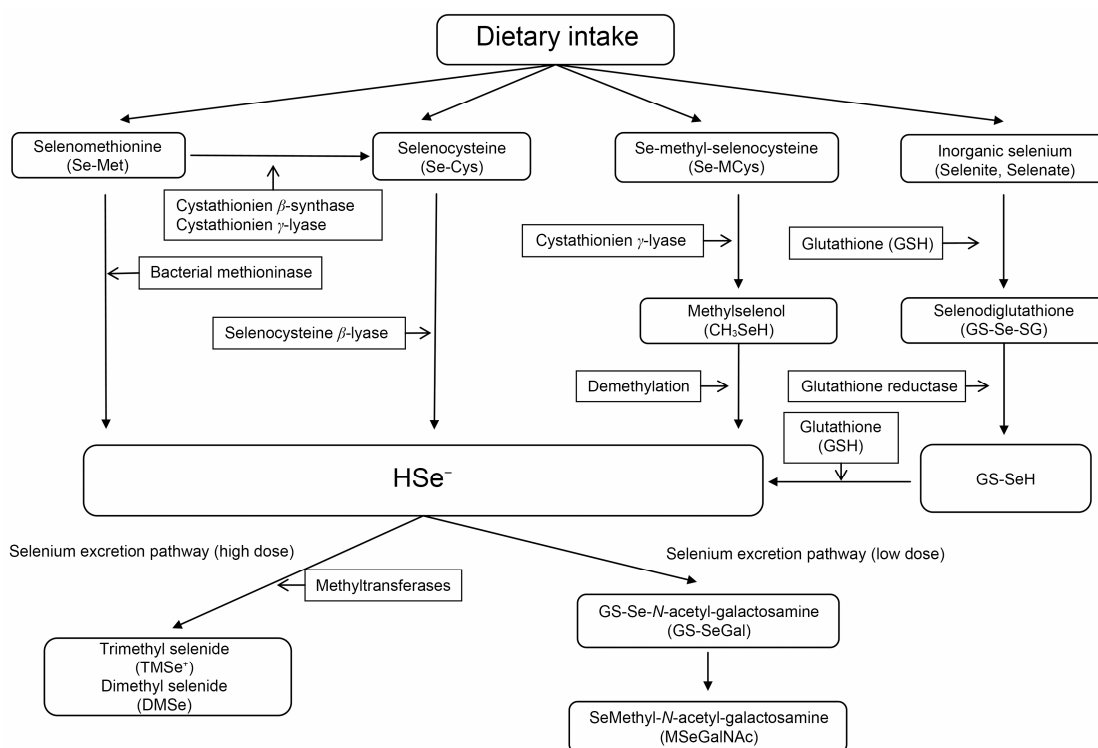 Dietary intake
Selenomethionine
(Se-Met)
Selenocysteine
(Se-Cys)
Se-methyl-selenocysteine
(Se-MCys)
Inorganic selenium
(Selenite, Selenate)
Cystathionien β-synthase
Cystathionien γ-lyase
Cystathionien γ-lyase
Glutathione (GSH)
Bacterial methioninase
Methylselenol
(CH₃SeH)
Selenodiglutathione
(GS-Se-SG)
Selenocysteine β-lyase
Demethylation
Glutathione reductase
Glutathione
(GSH)
HSe⁻
GS-SeH
Selenium excretion pathway (high dose)
Selenium excretion pathway (low dose)
Methyltransferases
GS-Se-N-acetyl-galactosamine
(GS-SeGal)
Trimethyl selenide
(TMSe⁺)
Dimethyl selenide
(DMSe)
SeMethyl-N-acetyl-galactosamine
(MSeGalNAc)